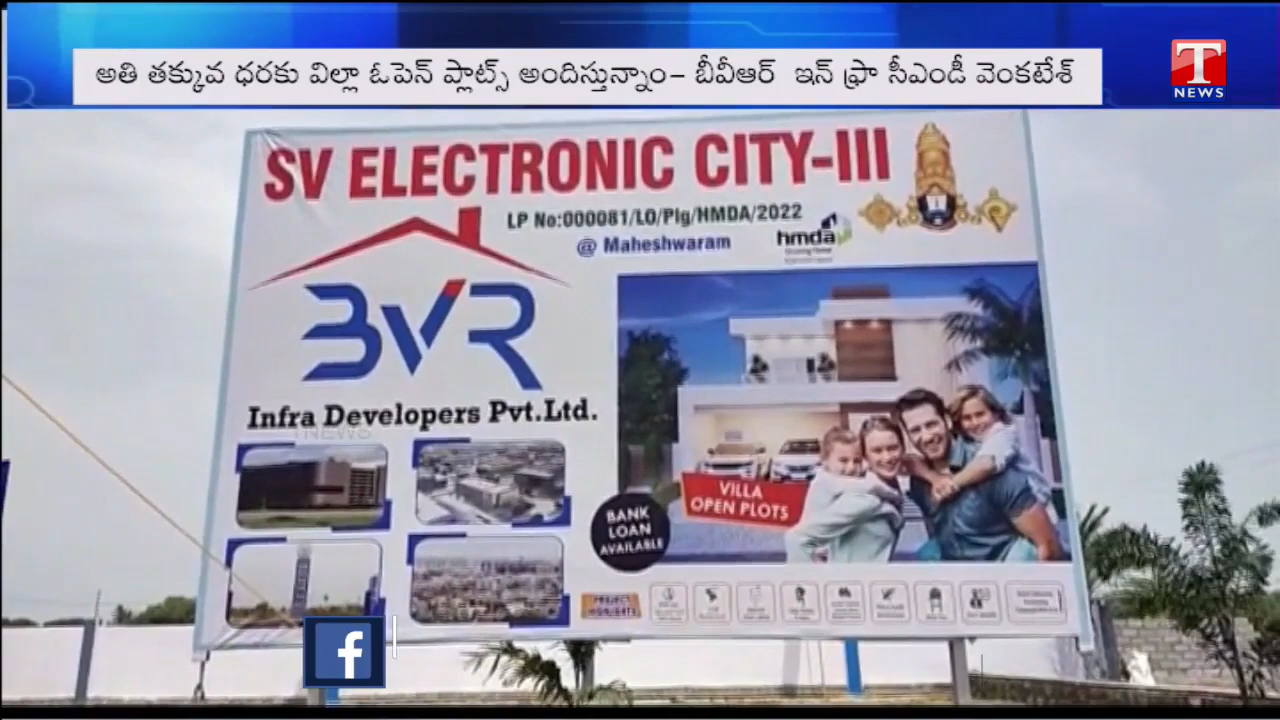 అతి తక్కువ ధరకు విల్లా ఓపెన్ ప్లాట్స్ అందిస్తున్నాం- బీవీఆర్ ఇన్ ఫ్రా సీఎండీ వెంకటేశ్
T
NEWS
SV ELECTRONIC CITY-III
LP No:000081/LO/Plg/HMDA/2022
@ Maheshwaram
hmda
BVR
Infra Developers Pvt.Ltd.
T NEWS
VILLA
OPEN PLOTS
BANK
LOAN
AVAILABLE
PROJECT
HIGHLIGHTS
f